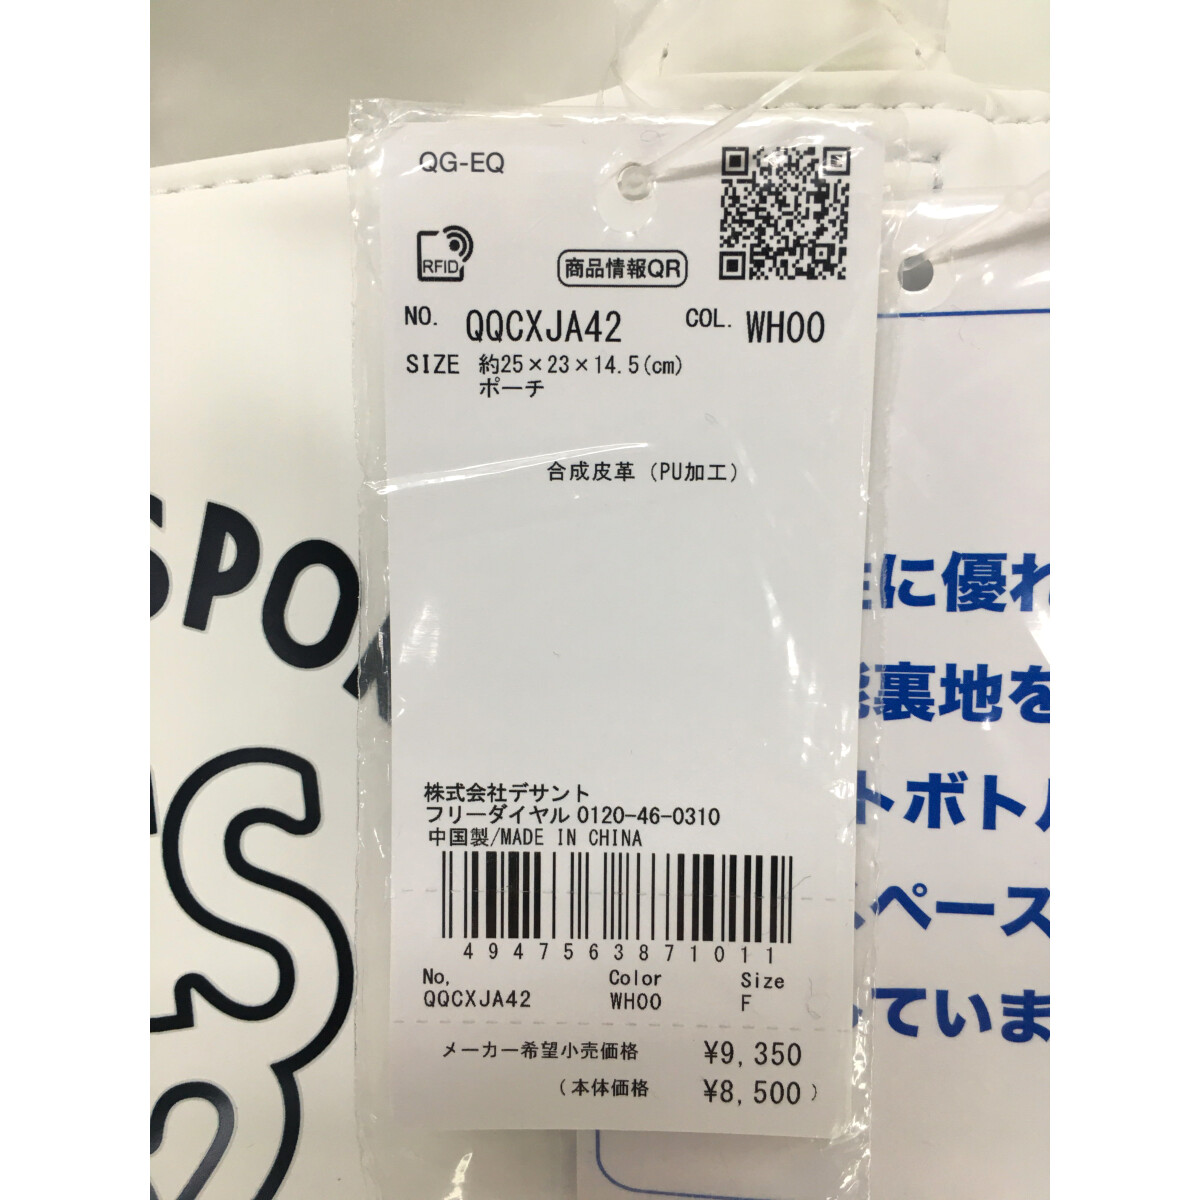 QG-EQ
RFID
商品情報QR
NO. QQCXJA42 COL. WH00
SIZE 約25×23×14.5(cm)
ポーチ
合成皮革 (PU加工)
株式会社デサント
フリーダイヤル 0120-46-0310
中国製/MADE IN CHINA
4947563871011
No, Color Size
QQCXJA42 WH00 F
メーカー希望小売価格 ¥9,350
(本体価格 ¥8,500)
SPO
S
に優れ
裏地を
トボトル
ペース
ていま